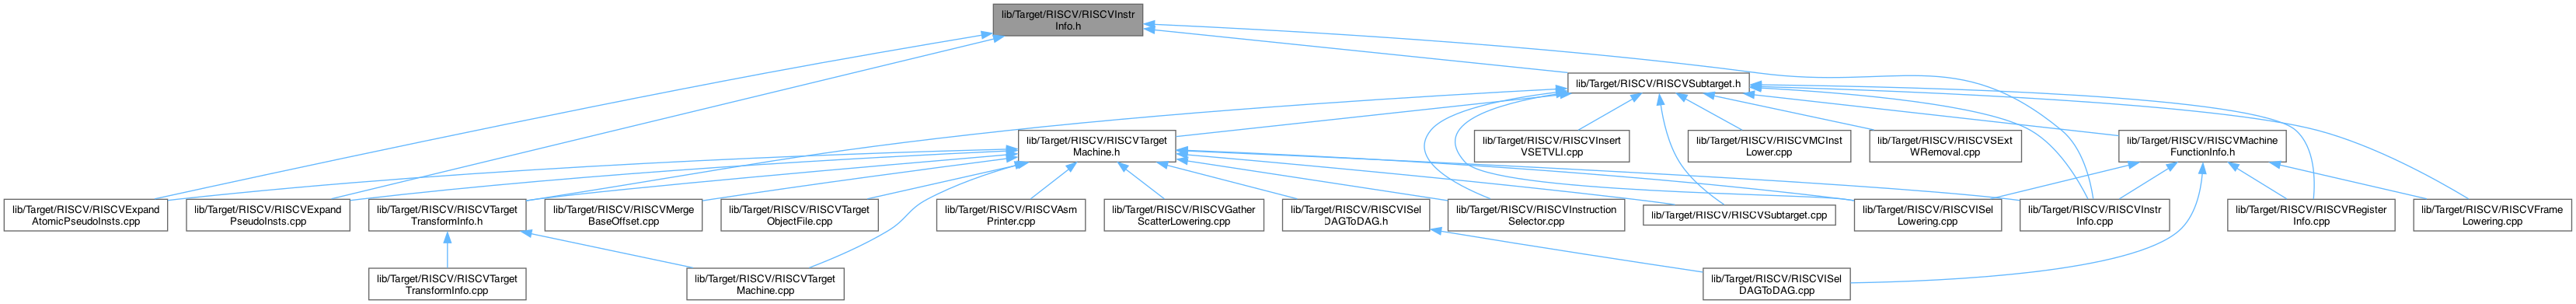 lib/Target/RISCV/RISCVInstr
Info.h
lib/Target/RISCV/RISCVSubtarget.h
lib/Target/RISCV/RISCVTarget
Machine.h
lib/Target/RISCV/RISCVInsert
VSETVLI.cpp
lib/Target/RISCV/RISCVMCInst
Lower.cpp
lib/Target/RISCV/RISCVSExt
WRemoval.cpp
lib/Target/RISCV/RISCVMachine
FunctionInfo.h
lib/Target/RISCV/RISCVExpand
AtomicPseudoInsts.cpp
lib/Target/RISCV/RISCVExpand
PseudoInsts.cpp
lib/Target/RISCV/RISCVTarget
TransformInfo.h
lib/Target/RISCV/RISCVMerge
BaseOffset.cpp
lib/Target/RISCV/RISCVTarget
ObjectFile.cpp
lib/Target/RISCV/RISCVAsm
Printer.cpp
lib/Target/RISCV/RISCVGather
ScatterLowering.cpp
lib/Target/RISCV/RISCVISel
DAGToDAG.h
lib/Target/RISCV/RISCVInstruction
Selector.cpp
lib/Target/RISCV/RISCVSubtarget.cpp
lib/Target/RISCV/RISCVISel
Lowering.cpp
lib/Target/RISCV/RISCVInstr
Info.cpp
lib/Target/RISCV/RISCVRegister
Info.cpp
lib/Target/RISCV/RISCVFrame
Lowering.cpp
lib/Target/RISCV/RISCVTarget
TransformInfo.cpp
lib/Target/RISCV/RISCVTarget
Machine.cpp
lib/Target/RISCV/RISCVISel
DAGToDAG.cpp